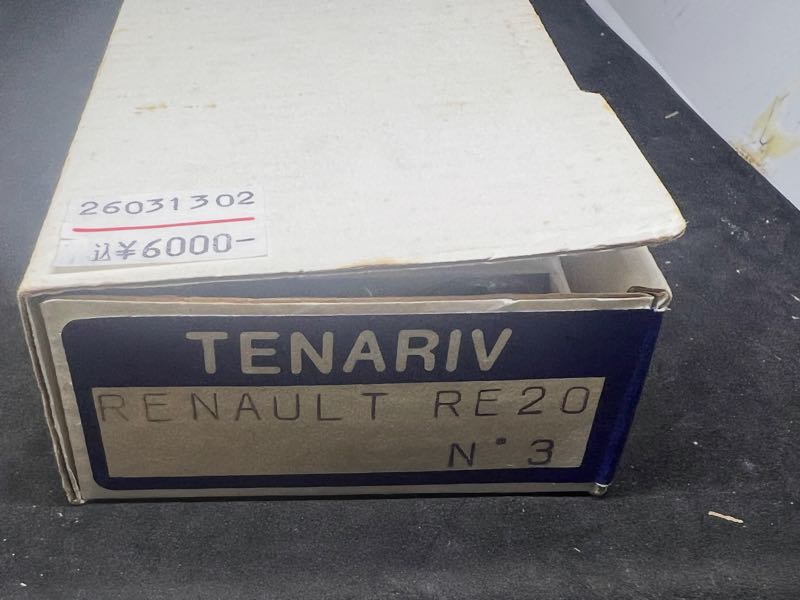 26031302
込¥6000-
TENARIV
RENAULT RE20
N°3